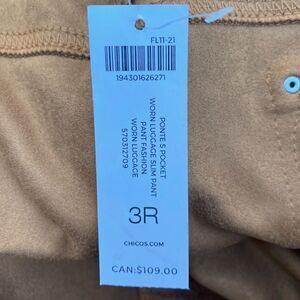 FL11-21
194301626271
PONTE 5 POCKET
WORN LUGGAGE SLIM PANT
PANT FASHION
WORN LUGGAGE
570312709
3R
CHICOS.COM
CAN:$109.00